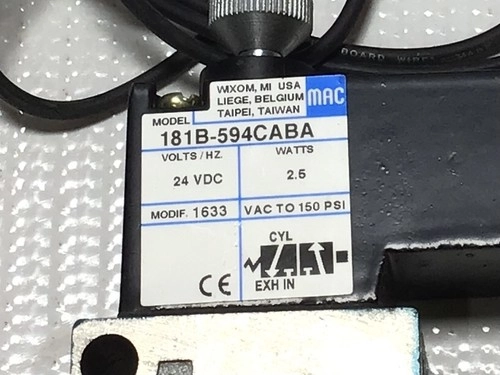 WIXOM, MI USA
LIEGE, BELGIUM
TAIPEI, TAIWAN
MAC
MODEL
181B-594CABA
VOLTS/HZ.
WATTS
24 VDC
2.5
MODIF. 1633
VAC TO 150 PSI
CYL
EXH IN
CE
BOARD